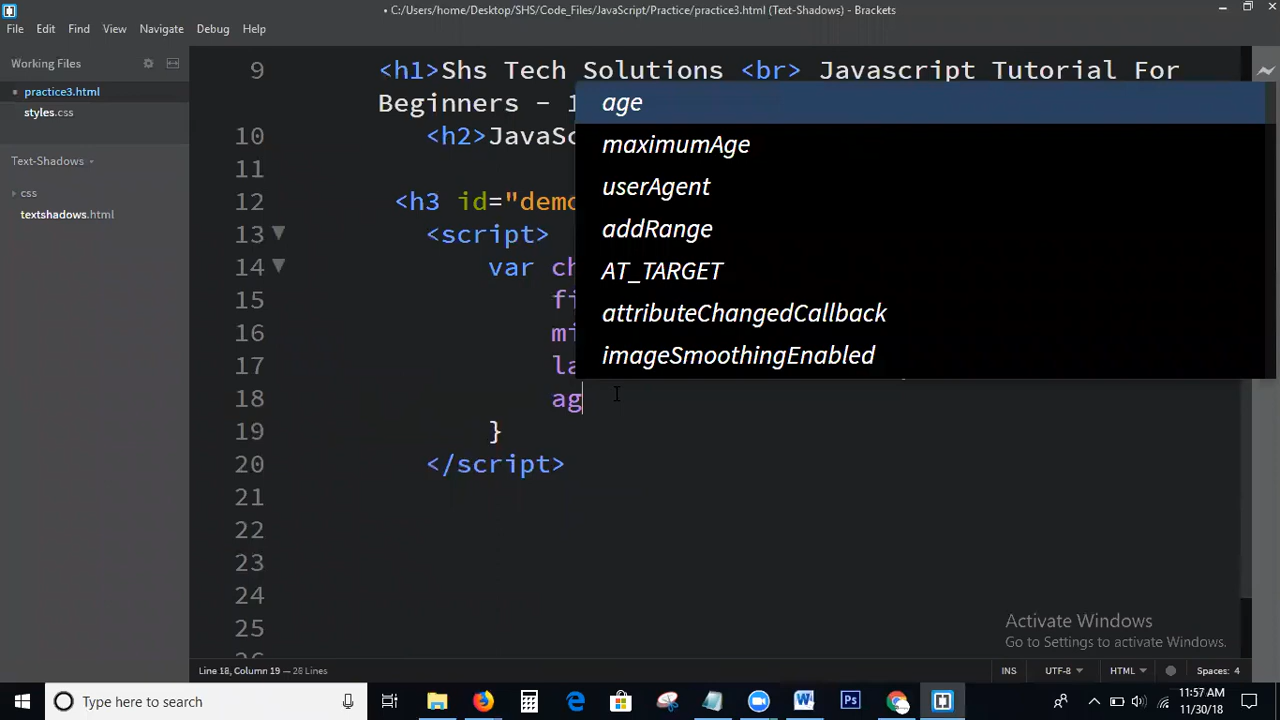 • C:/Users/home/Desktop/SHS/Code_Files/JavaScript/Practice/practice3.html (Text-Shadows) - Brackets
File Edit Find View Navigate Debug Help
Working Files
• practice3.html
styles.css
Text-Shadows
css
textshadows.html
9 <h1>Shs Tech Solutions <br> Javascript Tutorial For
Beginners - 1
10 <h2>JavaSc
11
12 <h3 id="demo
13 <script>
14 var ch
15 fi
16 mi
17 la
18 ag
19 }
20 </script>
21
22
23
24
25
age
maximumAge
userAgent
addRange
AT_TARGET
attributeChangedCallback
imageSmoothingEnabled
Activate Windows
Go to Settings to activate Windows.
Line 18, Column 19 — 28 Lines
INS UTF-8 HTML Spaces: 4
Type here to search
11:57 AM
11/30/18